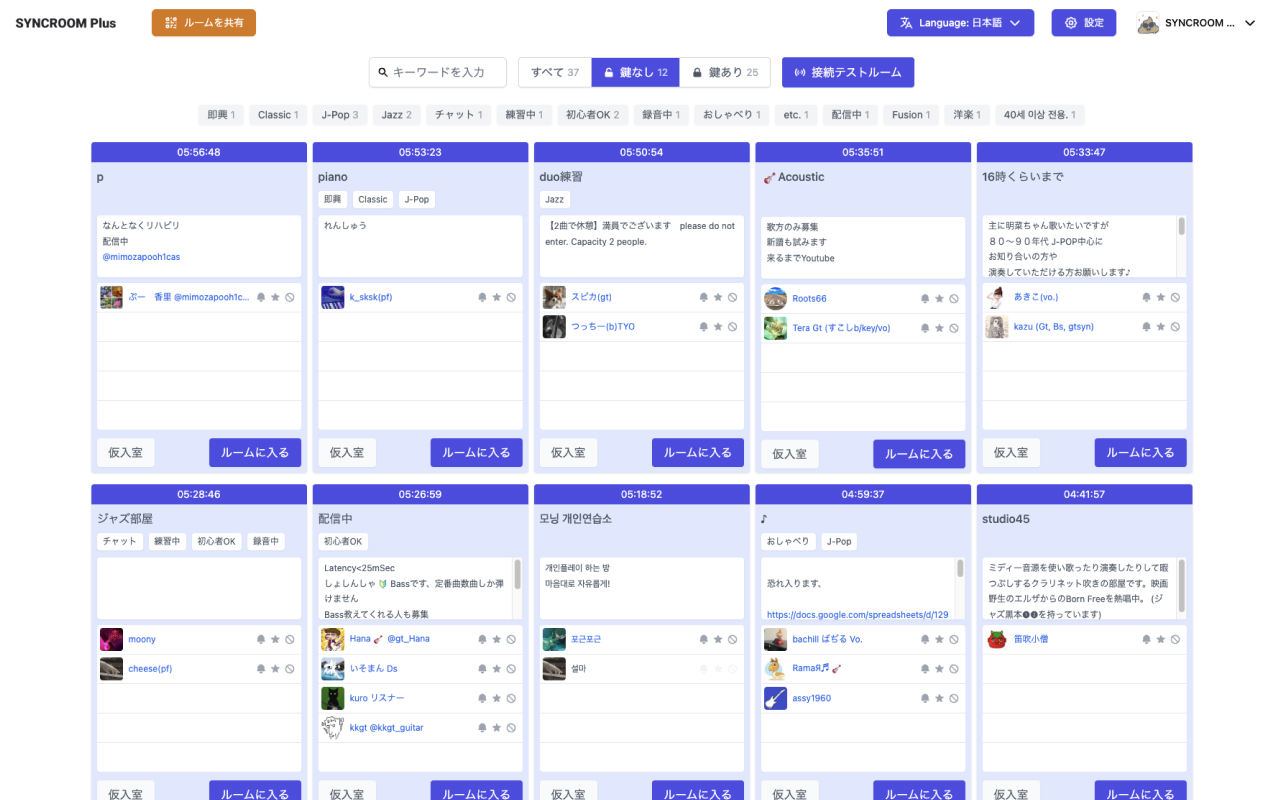 SYNCROOM Plus
ルームを共有
Language: 日本語
設定
SYNCROOM ...
キーワードを入力
すべて 37
鍵なし 12
鍵あり 25
接続テストルーム
即興 1
Classic 1
J-Pop 3
Jazz 2
チャット 1
練習中 1
初心者OK 2
録音中 1
おしゃべり 1
etc. 1
配信中 1
Fusion 1
洋楽 1
40세 이상 전용. 1
05:56:48
p
なんとなくリハビリ
配信中
@mimozapooh1cas
ぷー　香里 @mimozapooh1c...
仮入室
ルームに入る
05:53:23
piano
即興
Classic
J-Pop
れんしゅう
k_sksk(pf)
仮入室
ルームに入る
05:50:54
duo練習
Jazz
【2曲で休憩】満員でございます　please do not
enter. Capacity 2 people.
スピカ(gt)
つっちー(b)TYO
仮入室
ルームに入る
05:35:51
🎸Acoustic
歌方のみ募集
新譜も試みます
来るまでYoutube
Roots66
Tera Gt (すこしb/key/vo)
仮入室
ルームに入る
05:33:47
16時くらいまで
主に明菜ちゃん歌いたいですが
８０〜９０年代 J-POP中心に
お知り合いの方や
演奏していただける方お願いします♪
あきこ(vo.)
kazu (Gt, Bs, gtsyn)
仮入室
ルームに入る
05:28:46
ジャズ部屋
チャット
練習中
初心者OK
録音中
moony
cheese(pf)
仮入室
ルームに入る
05:26:59
配信中
初心者OK
Latency<25mSec
しょしんしゃ🔰Bassです、定番曲数曲しか弾
けません
Bass教えてくれる人も募集
Hana🎸 @gt_Hana
いそまん Ds
kuro リスナー
kkgt @kkgt_guitar
仮入室
ルームに入る
05:18:52
모닝 개인연습소
개인플레이 하는 방
마음대로 자유롭게!
포근포근
설마
仮入室
ルームに入る
04:59:37
♪
おしゃべり
J-Pop
恐れ入ります、
https://docs.google.com/spreadsheets/d/129
bachill ばぢる Vo.
RamaЯ♬🎸
assy1960
仮入室
ルームに入る
04:41:57
studio45
ミディー音源を使い歌ったり演奏したりして暇
つぶしするクラリネット吹きの部屋です。映画
野生のエルザからのBorn Freeを熱唱中。 (ジ
ャズ黒本❶❶を持っています)
笛吹小僧
仮入室
ルームに入る